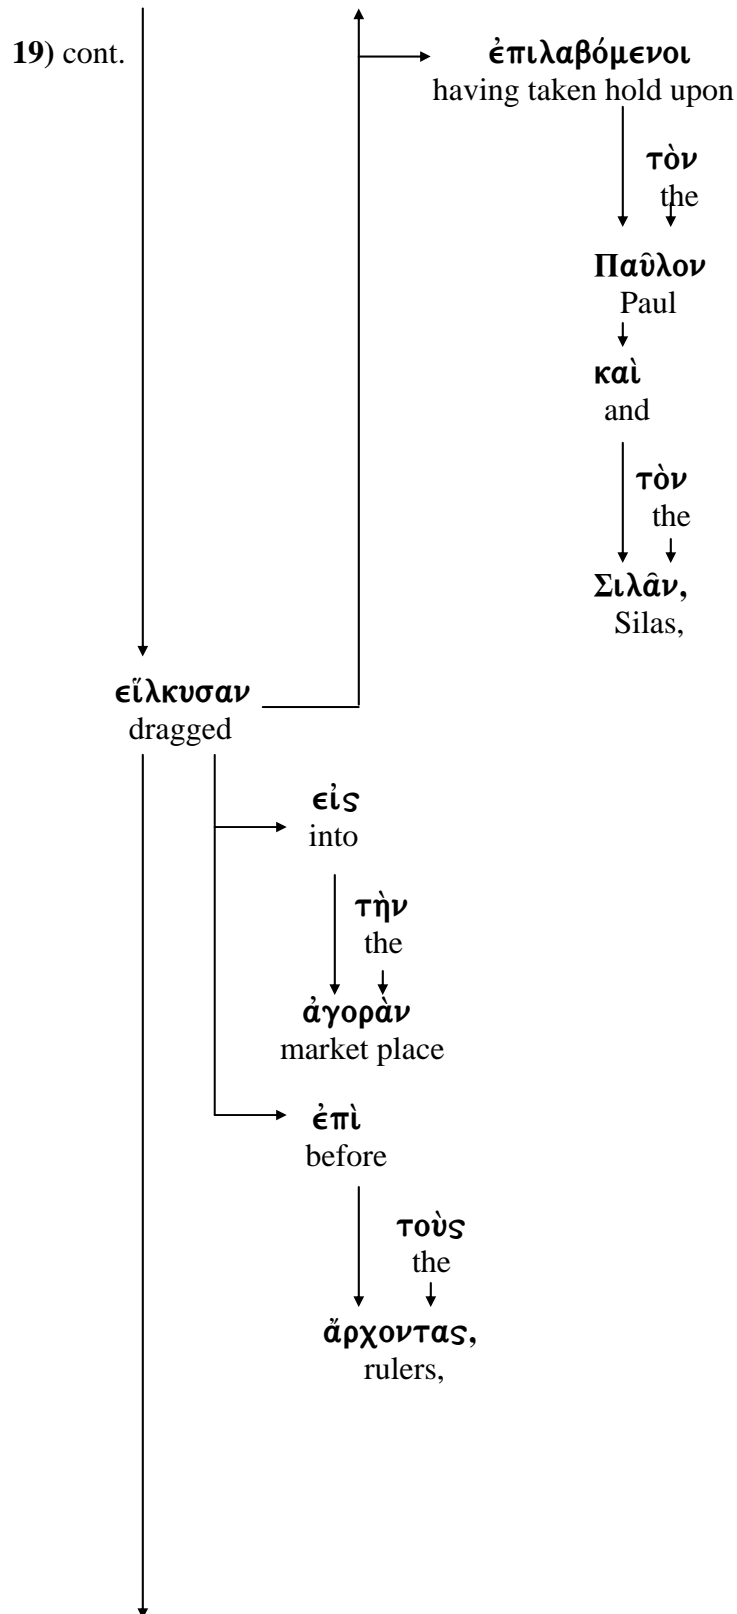 19) cont.
ἐπιλαβόμενοι
having taken hold upon
τὸν
the
Παῦλον
Paul
καὶ
and
τὸν
the
Σιλᾶν,
Silas,
εἵλκυσαν
dragged
εἰς
into
τὴν
the
ἀγορὰν
market place
ἐπὶ
before
τοὺς
the
ἄρχοντας,
rulers,